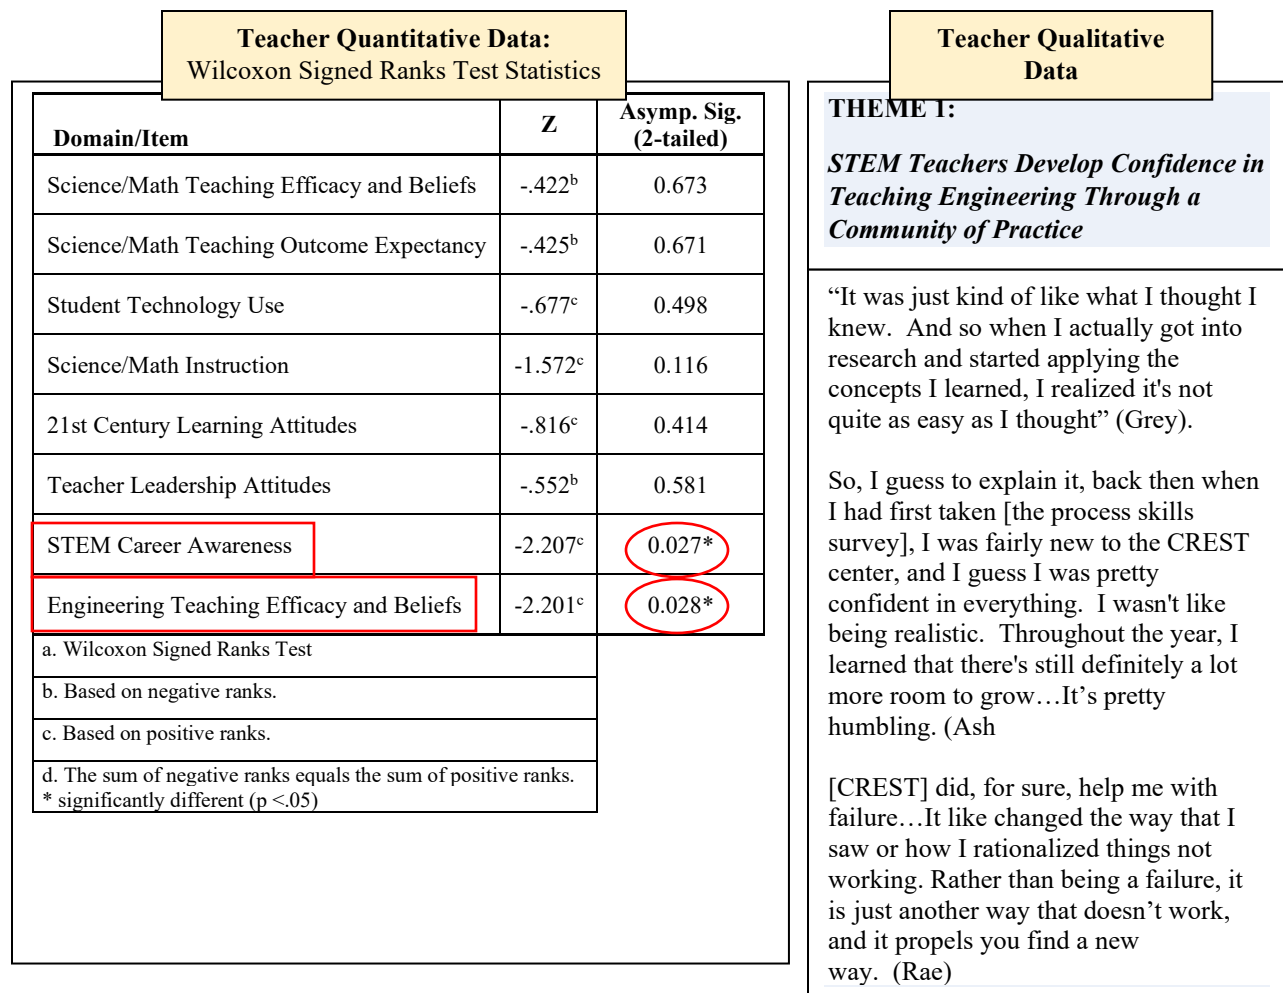 Teacher Quantitative Data:
Wilcoxon Signed Ranks Test Statistics
Domain/Item Z Asymp. Sig. (2-tailed)
Science/Math Teaching Efficacy and Beliefs -.422b 0.673
Science/Math Teaching Outcome Expectancy -.425b 0.671
Student Technology Use -.677c 0.498
Science/Math Instruction -1.572c 0.116
21st Century Learning Attitudes -.816c 0.414
Teacher Leadership Attitudes -.552b 0.581
STEM Career Awareness -2.207c 0.027*
Engineering Teaching Efficacy and Beliefs -2.201c 0.028*
a. Wilcoxon Signed Ranks Test
b. Based on negative ranks.
c. Based on positive ranks.
d. The sum of negative ranks equals the sum of positive ranks.
* significantly different (p <.05)
Teacher Qualitative
Data
THEME 1:
STEM Teachers Develop Confidence in
Teaching Engineering Through a
Community of Practice
“It was just kind of like what I thought I
knew.  And so when I actually got into
research and started applying the
concepts I learned, I realized it's not
quite as easy as I thought” (Grey).
So, I guess to explain it, back then when
I had first taken [the process skills
survey], I was fairly new to the CREST
center, and I guess I was pretty
confident in everything.  I wasn't like
being realistic.  Throughout the year, I
learned that there's still definitely a lot
more room to grow…It’s pretty
humbling. (Ash
[CREST] did, for sure, help me with
failure…It like changed the way that I
saw or how I rationalized things not
working. Rather than being a failure, it
is just another way that doesn’t work,
and it propels you find a new
way.  (Rae)